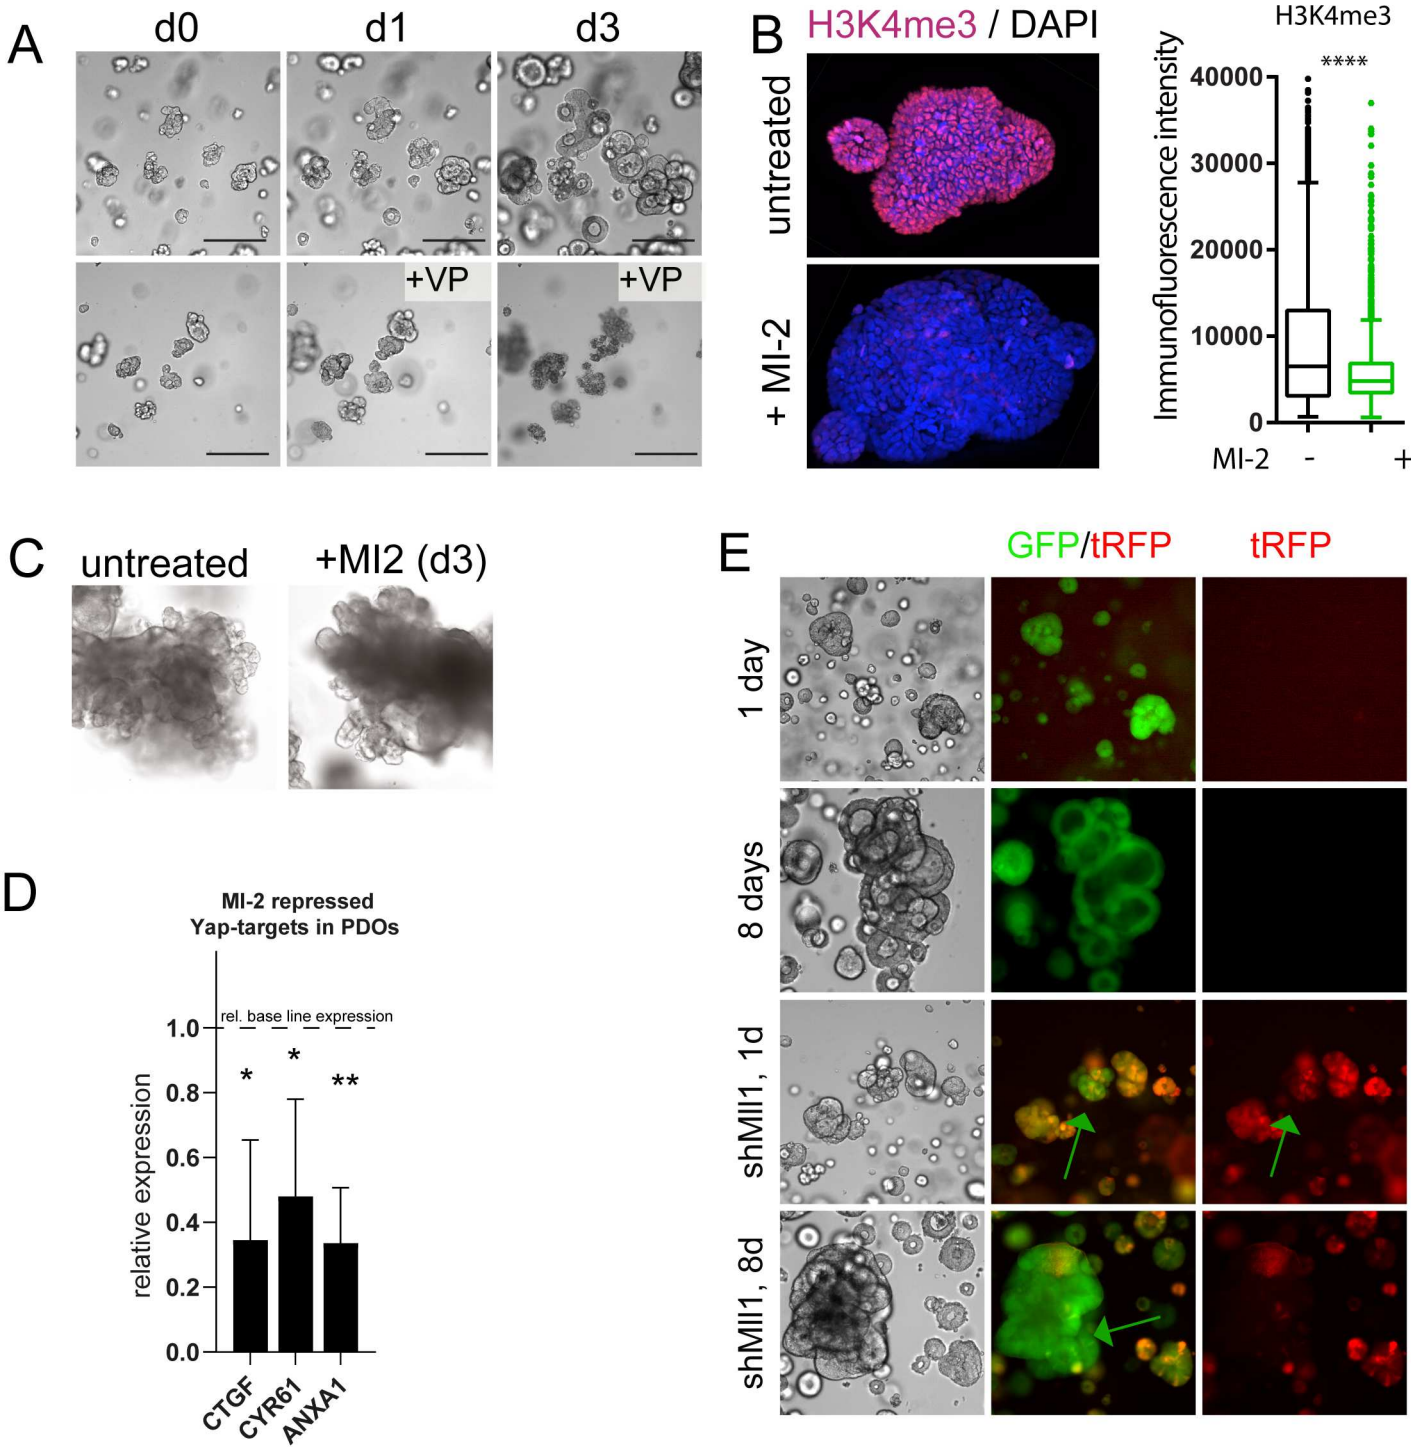 A
d0
d1
d3
+VP
+VP
B
H3K4me3 / DAPI
untreated
+ MI-2
H3K4me3
****
Immunofluorescence intensity
40000
30000
20000
10000
0
MI-2
-
+
C
untreated
+MI2 (d3)
D
MI-2 repressed
Yap-targets in PDOs
rel. base line expression
relative expression
1.0
0.8
0.6
0.4
0.2
0.0
*
*
**
CTGF
CYR61
ANXA1
E
GFP/tRFP
tRFP
1 day
8 days
shMll1, 1d
shMll1, 8d